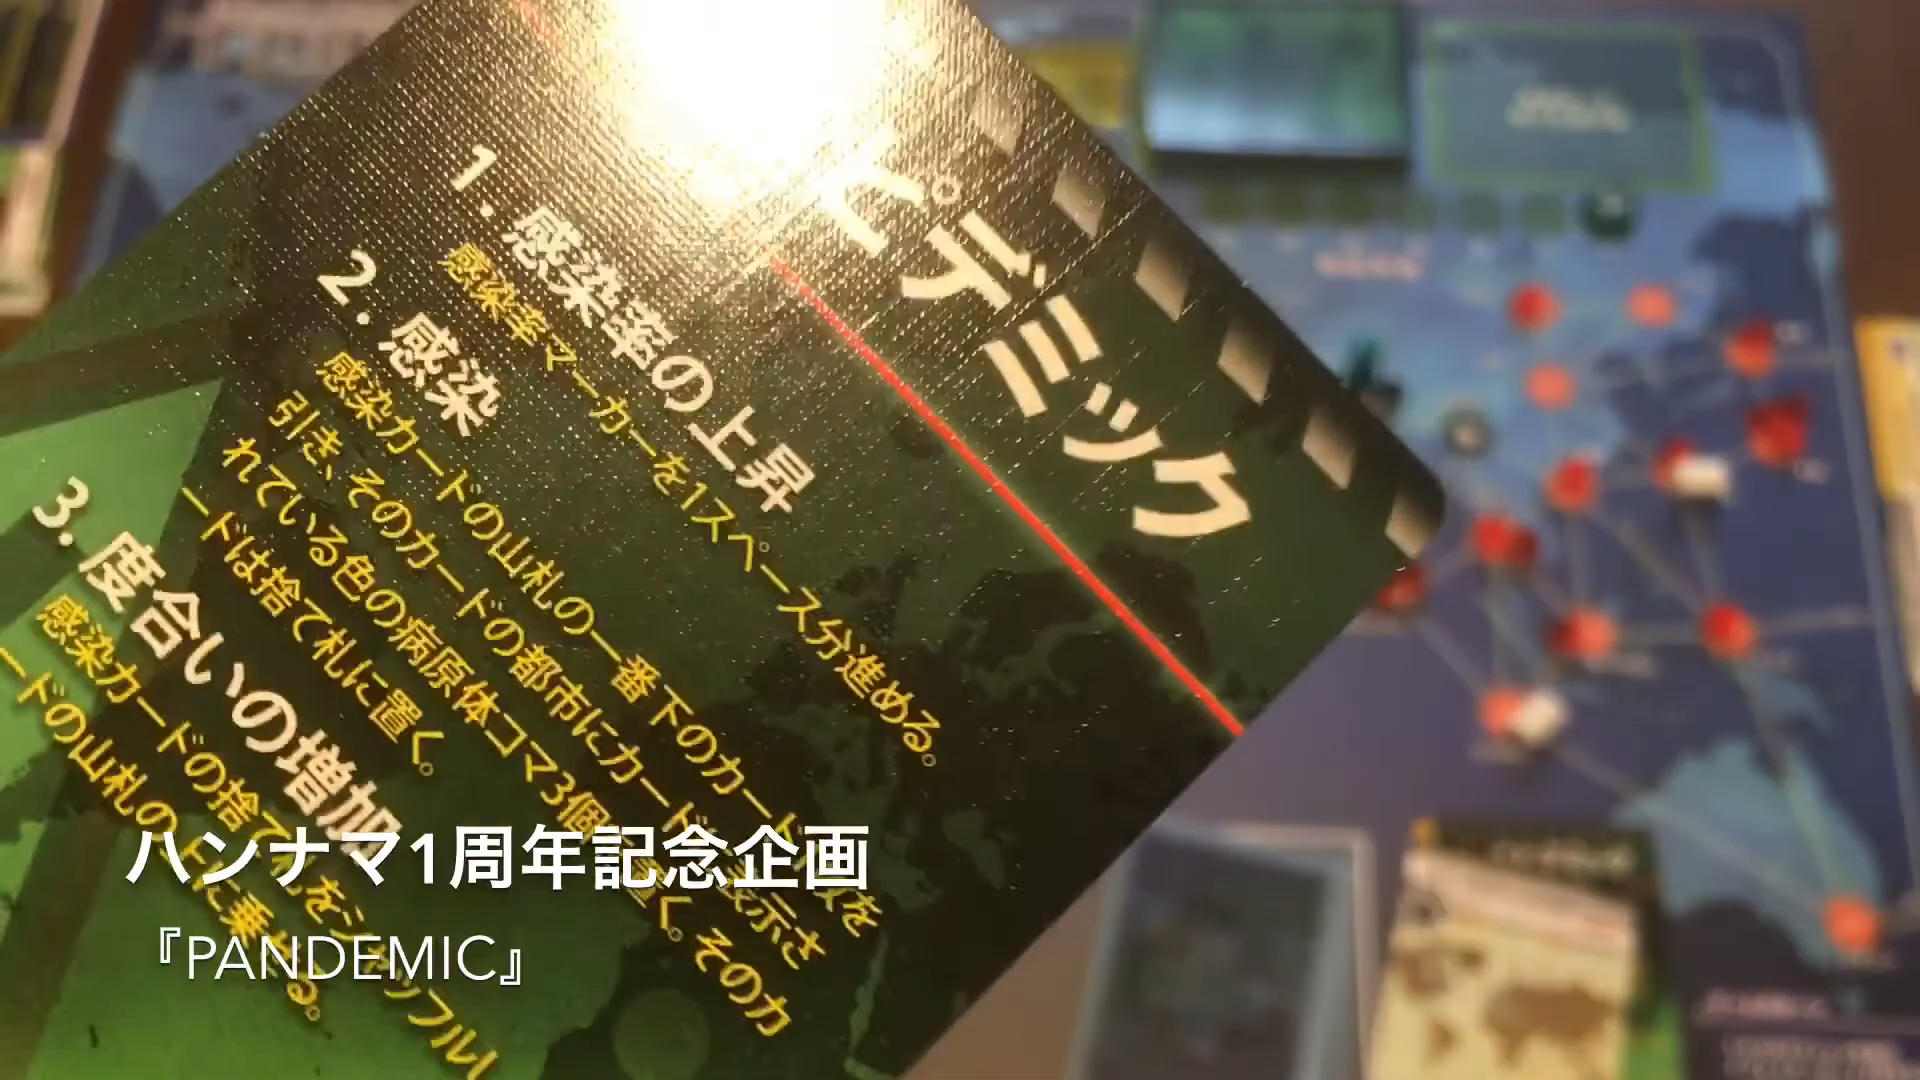 ピデミック
1. 感染率の上昇
感染率マーカーを1スペース分進める。
2. 感染
感染カードの山札の一番下のカード
引き、そのカードの都市にカードに表示さ
れている色の病原体コマ3個を置く。そのカ
ードは捨て札に置く。
3. 度合いの増加
感染カードの捨て札をシャッフルし
ードの山札の上に乗せる。
ハンナマ1周年記念企画
『PANDEMIC』